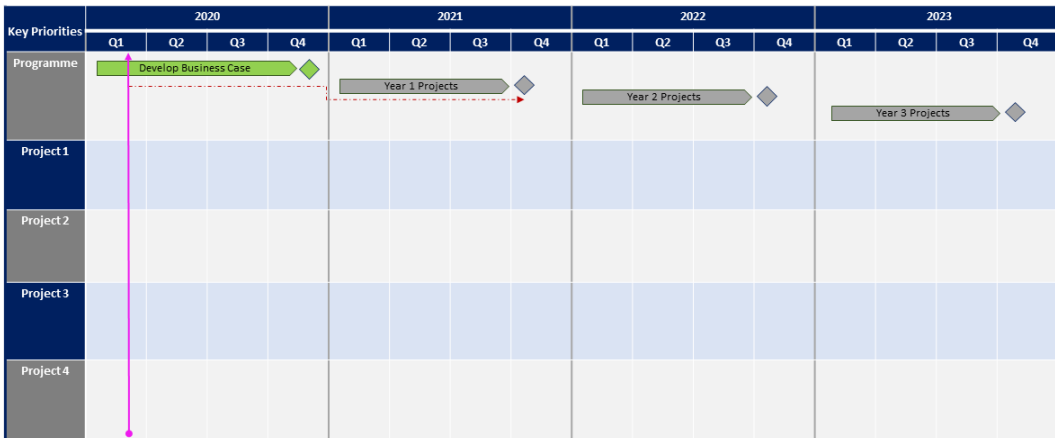 Key Priorities
2020 2021 2022 2023
Q1 Q2 Q3 Q4 Q1 Q2 Q3 Q4 Q1 Q2 Q3 Q4 Q1 Q2 Q3 Q4
Programme
Develop Business Case
Year 1 Projects
Year 2 Projects
Year 3 Projects
Project 1
Project 2
Project 3
Project 4